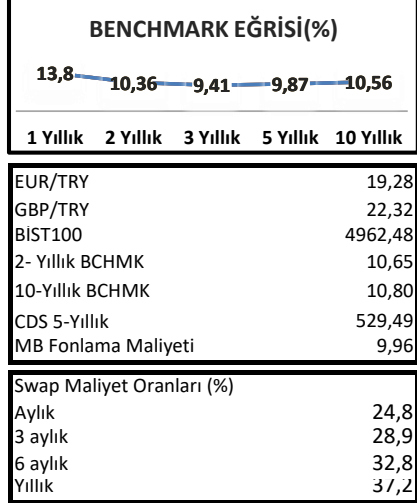 BENCHMARK EĞRİSİ(%)
13,8 10,36 9,41 9,87 10,56
1 Yıllık 2 Yıllık 3 Yıllık 5 Yıllık 10 Yıllık
EUR/TRY 19,28
GBP/TRY 22,32
BİST100 4962,48
2- Yıllık BCHMK 10,65
10-Yıllık BCHMK 10,80
CDS 5-Yıllık 529,49
MB Fonlama Maliyeti 9,96
Swap Maliyet Oranları (%)
Aylık 24,8
3 aylık 28,9
6 aylık 32,8
Yıllık 37,2